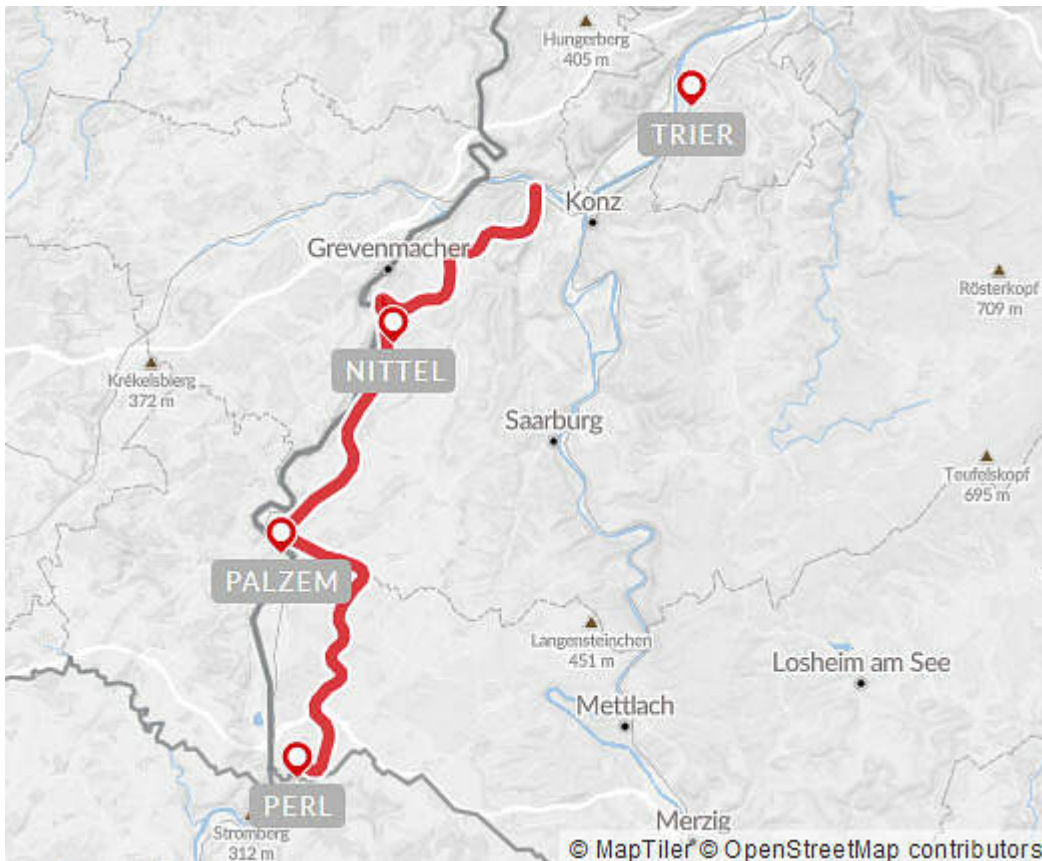 Hungerberg
405 m
TRIER
Konz
Grevenmacher
Rösterkopf
709 m
NITTEL
Krékelsbierg
372 m
Saarburg
Teufelskopf
695 m
PALZEM
Langensteinchen
451 m
Losheim am See
Mettlach
PERL
Stromberg
312 m
Merzig
© MapTiler © OpenStreetMap contributors